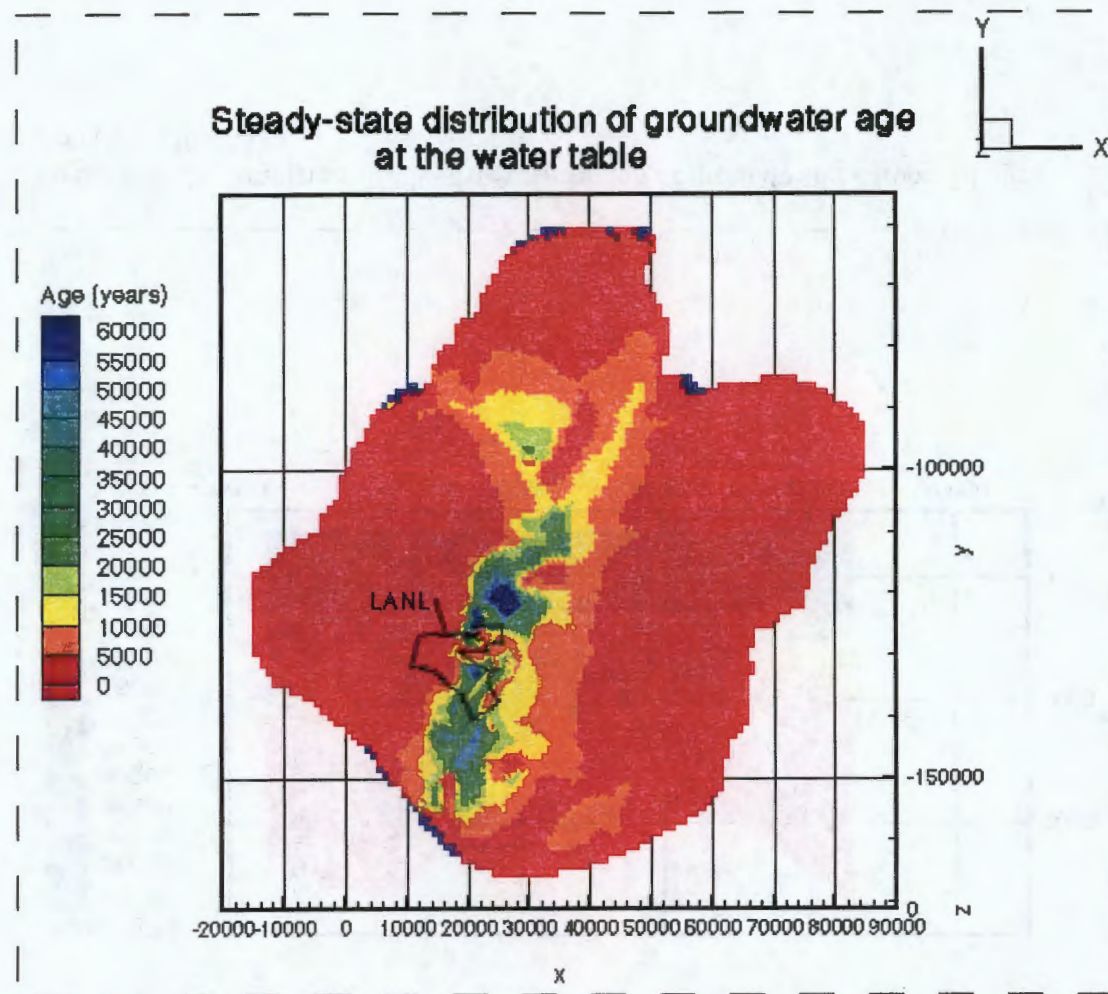 Y
X
Z
Steady-state distribution of groundwater age
at the water table
Age (years)
60000
55000
50000
45000
40000
35000
30000
25000
20000
15000
10000
5000
0
LANL
-100000
y
-150000
0
z
-20000 -10000 0 10000 20000 30000 40000 50000 60000 70000 80000 90000
x